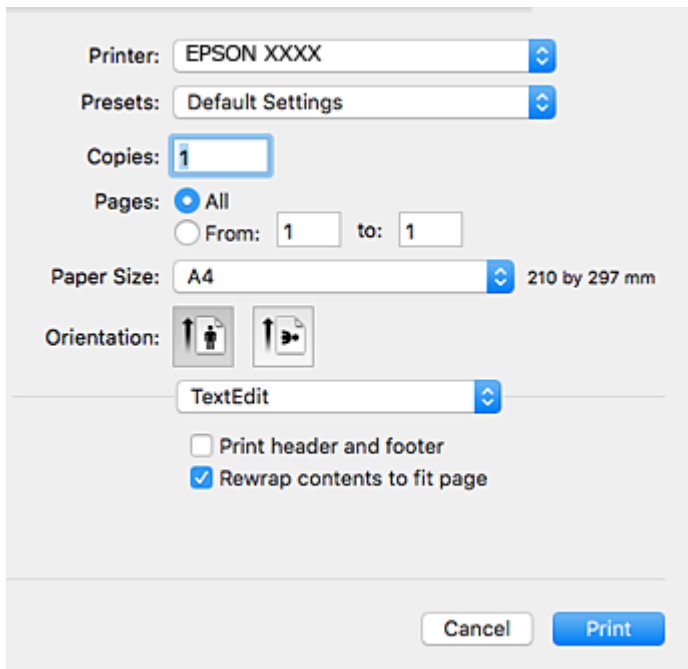 Printer: EPSON XXXX
Presets: Default Settings
Copies: 1
Pages: All
From: 1 to: 1
Paper Size: A4 210 by 297 mm
Orientation:
TextEdit
Print header and footer
Rewrap contents to fit page
Cancel Print